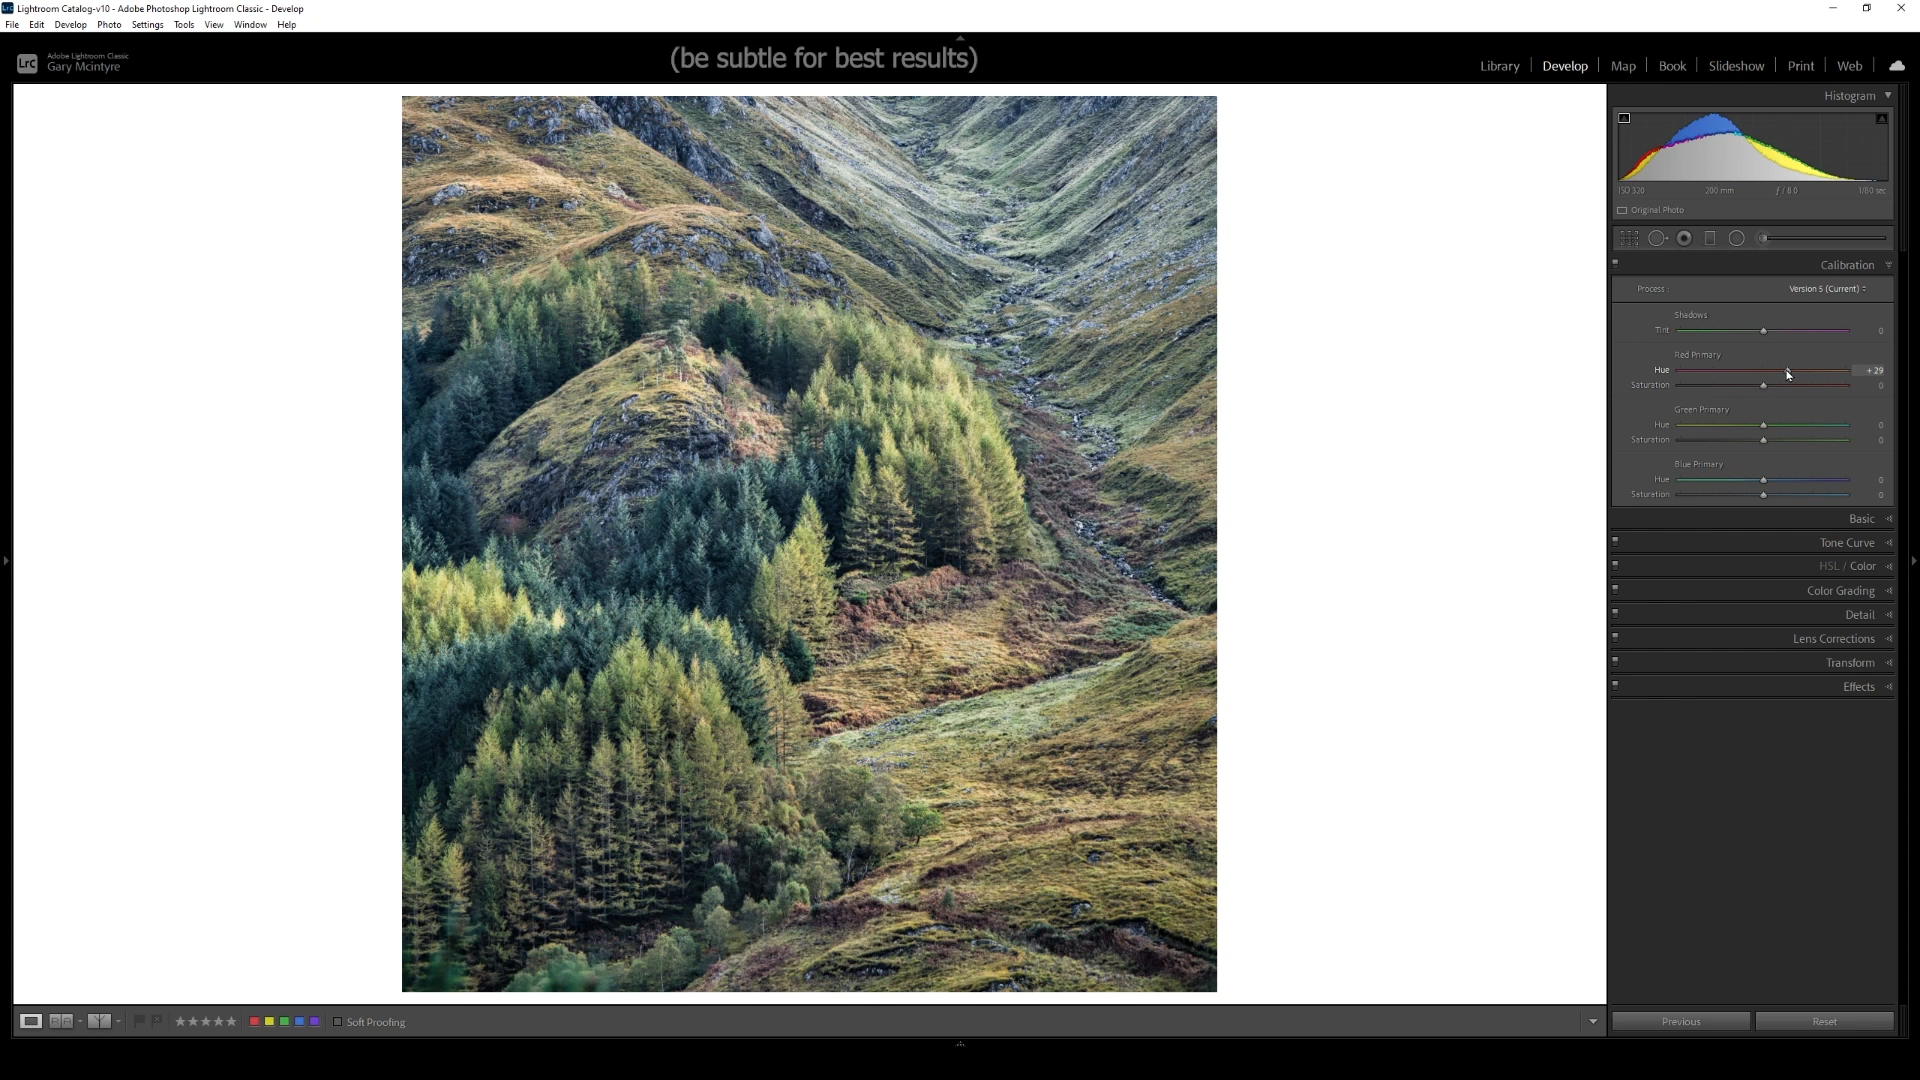 Lightroom Catalog-v10 - Adobe Photoshop Lightroom Classic - Develop
File Edit Develop Photo Settings Tools View Window Help
LrC Adobe Lightroom Classic
Gary Mcintyre
(be subtle for best results)
Library Develop Map Book Slideshow Print Web
Histogram
ISO 320 200 mm ƒ / 8.0 1/80 sec
Original Photo
Calibration
Process : Version 5 (Current)
Shadows
Tint 0
Red Primary
Hue + 29
Saturation 0
Green Primary
Hue 0
Saturation 0
Blue Primary
Hue 0
Saturation 0
Basic
Tone Curve
HSL / Color
Color Grading
Detail
Lens Corrections
Transform
Effects
Soft Proofing
Previous Reset